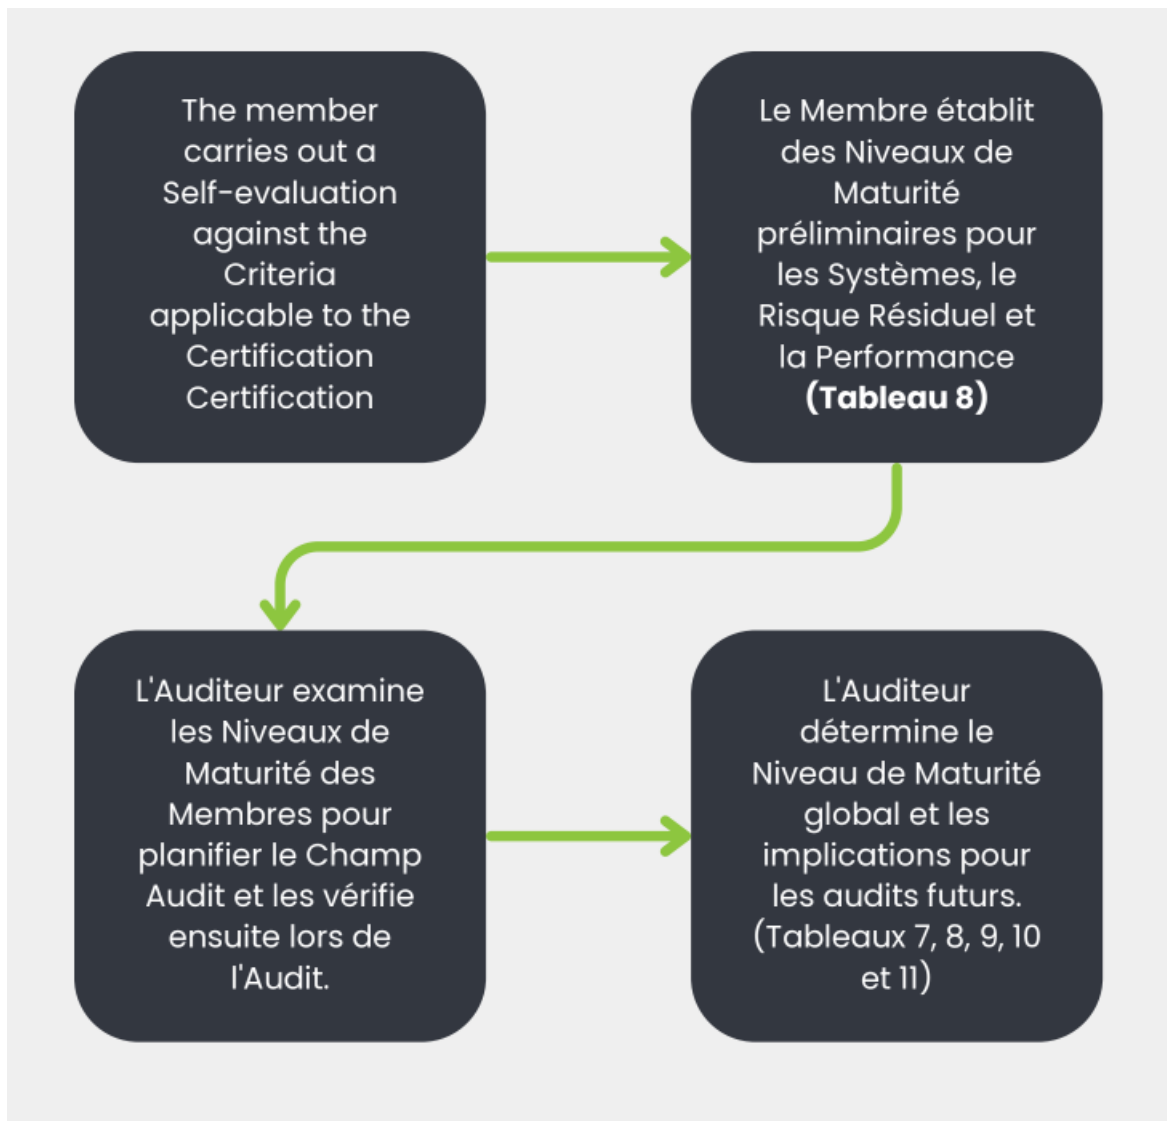 The member
carries out a
Self-evaluation
against the
Criteria
applicable to the
Certification
Certification
Le Membre établit
des Niveaux de
Maturité
préliminaires pour
les Systèmes, le
Risque Résiduel et
la Performance
(Tableau 8)
L'Auditeur examine
les Niveaux de
Maturité des
Membres pour
planifier le Champ
Audit et les vérifie
ensuite lors de
l'Audit.
L'Auditeur
détermine le
Niveau de Maturité
global et les
implications pour
les audits futurs.
(Tableaux 7, 8, 9, 10
et 11)